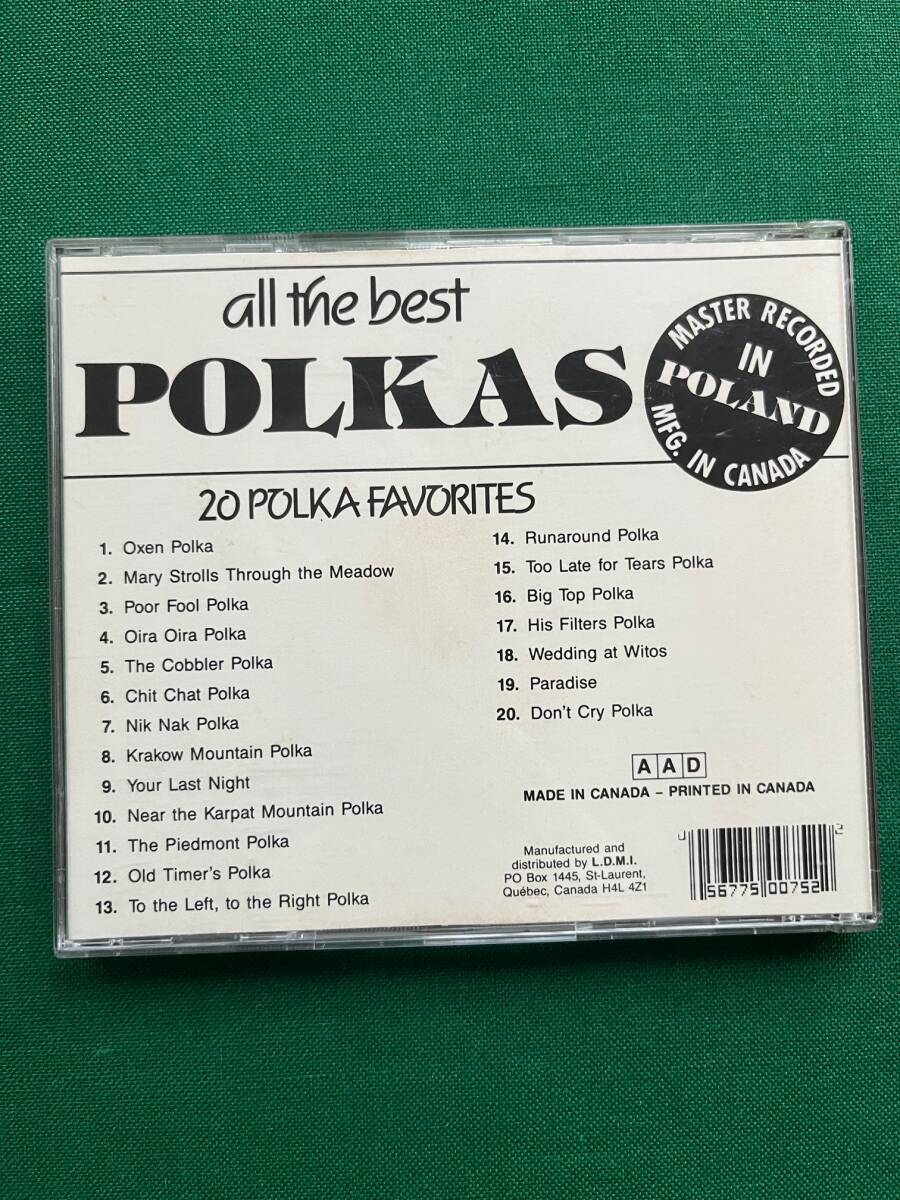 all the best
POLKAS
MASTER RECORDED
IN
POLAND
MFG. IN CANADA
20 POLKA FAVORITES
1. Oxen Polka
2. Mary Strolls Through the Meadow
3. Poor Fool Polka
4. Oira Oira Polka
5. The Cobbler Polka
6. Chit Chat Polka
7. Nik Nak Polka
8. Krakow Mountain Polka
9. Your Last Night
10. Near the Karpat Mountain Polka
11. The Piedmont Polka
12. Old Timer's Polka
13. To the Left, to the Right Polka
14. Runaround Polka
15. Too Late for Tears Polka
16. Big Top Polka
17. His Filters Polka
18. Wedding at Witos
19. Paradise
20. Don't Cry Polka
AAD
MADE IN CANADA – PRINTED IN CANADA
Manufactured and
distributed by L.D.M.I.
PO Box 1445, St-Laurent,
Québec, Canada H4L 4Z1
0 56775 00752 2